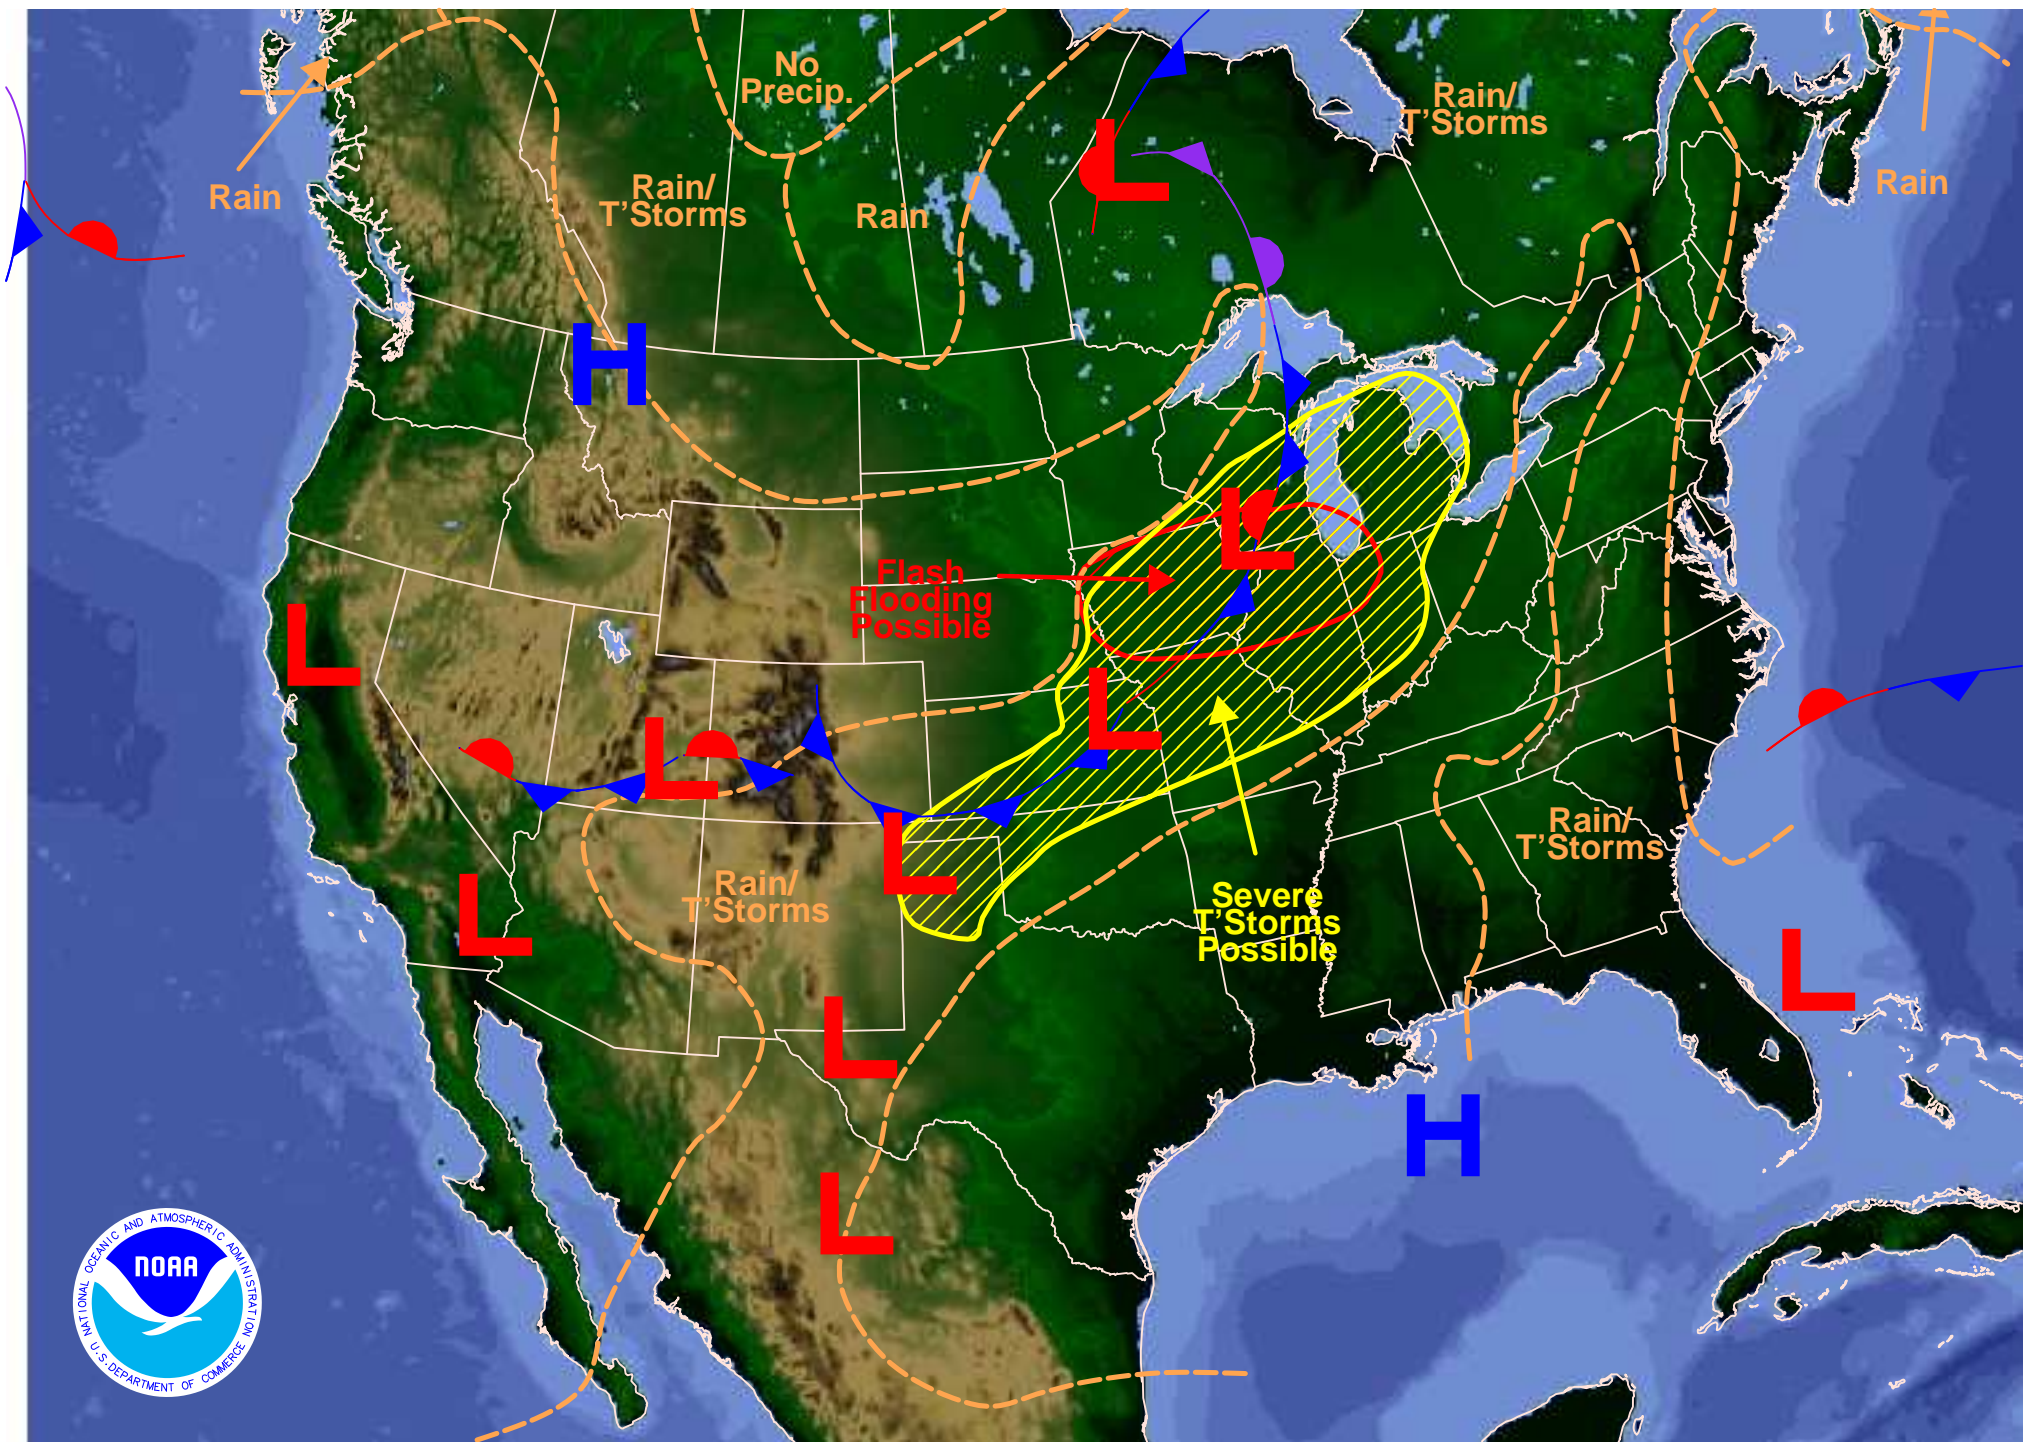 No
Precip.
Rain/
T'Storms
Rain/
T'Storms
Rain
Rain
Rain
L
H
Flash
Flooding
Possible
L
L
L
L
L
Rain/
T'Storms
L
Rain/
T'Storms
Severe
T'Storms
Possible
L
L
L
H
L
NATIONAL OCEANIC AND ATMOSPHERIC ADMINISTRATION
NOAA
U.S. DEPARTMENT OF COMMERCE